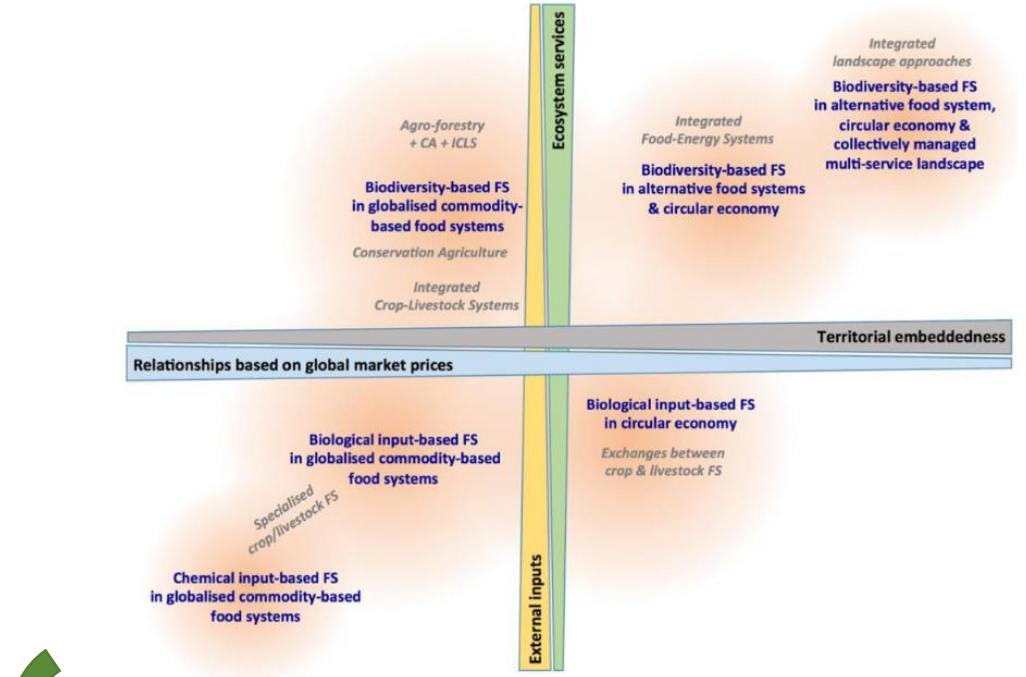 Ecosystem services
Integrated
landscape approaches
Biodiversity-based FS
in alternative food system,
circular economy &
collectively managed
multi-service landscape
Agro-forestry
+ CA + ICLS
Biodiversity-based FS
in globalised commodity-
based food systems
Conservation Agriculture
Integrated
Crop-Livestock Systems
Integrated
Food-Energy Systems
Biodiversity-based FS
in alternative food systems
& circular economy
Territorial embeddedness
Relationships based on global market prices
Biological input-based FS
in globalised commodity-based
food systems
Specialised
crop/livestock FS
Chemical input-based FS
in globalised commodity-based
food systems
Biological input-based FS
in circular economy
Exchanges between
crop & livestock FS
External inputs